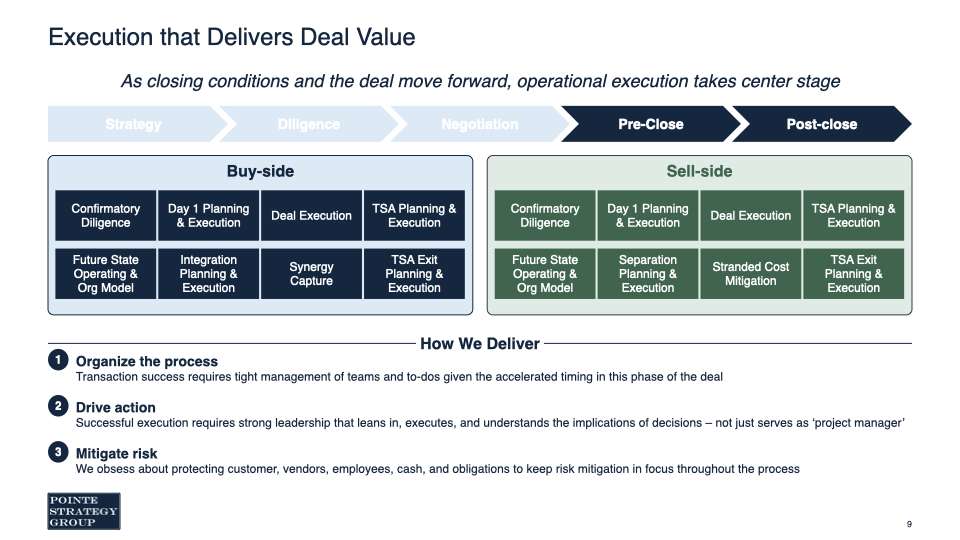 Execution that Delivers Deal Value
As closing conditions and the deal move forward, operational execution takes center stage
Strategy
Diligence
Negotiation
Pre-Close
Post-close
Buy-side
Confirmatory
Diligence
Day 1 Planning
& Execution
Deal Execution
TSA Planning &
Execution
Future State
Operating &
Org Model
Integration
Planning &
Execution
Synergy
Capture
TSA Exit
Planning &
Execution
Sell-side
Confirmatory
Diligence
Day 1 Planning
& Execution
Deal Execution
TSA Planning &
Execution
Future State
Operating &
Org Model
Separation
Planning &
Execution
Stranded Cost
Mitigation
TSA Exit
Planning &
Execution
How We Deliver
1 Organize the process
Transaction success requires tight management of teams and to-dos given the accelerated timing in this phase of the deal
2 Drive action
Successful execution requires strong leadership that leans in, executes, and understands the implications of decisions – not just serves as ‘project manager’
3 Mitigate risk
We obsess about protecting customer, vendors, employees, cash, and obligations to keep risk mitigation in focus throughout the process
POINTE
STRATEGY
GROUP
9